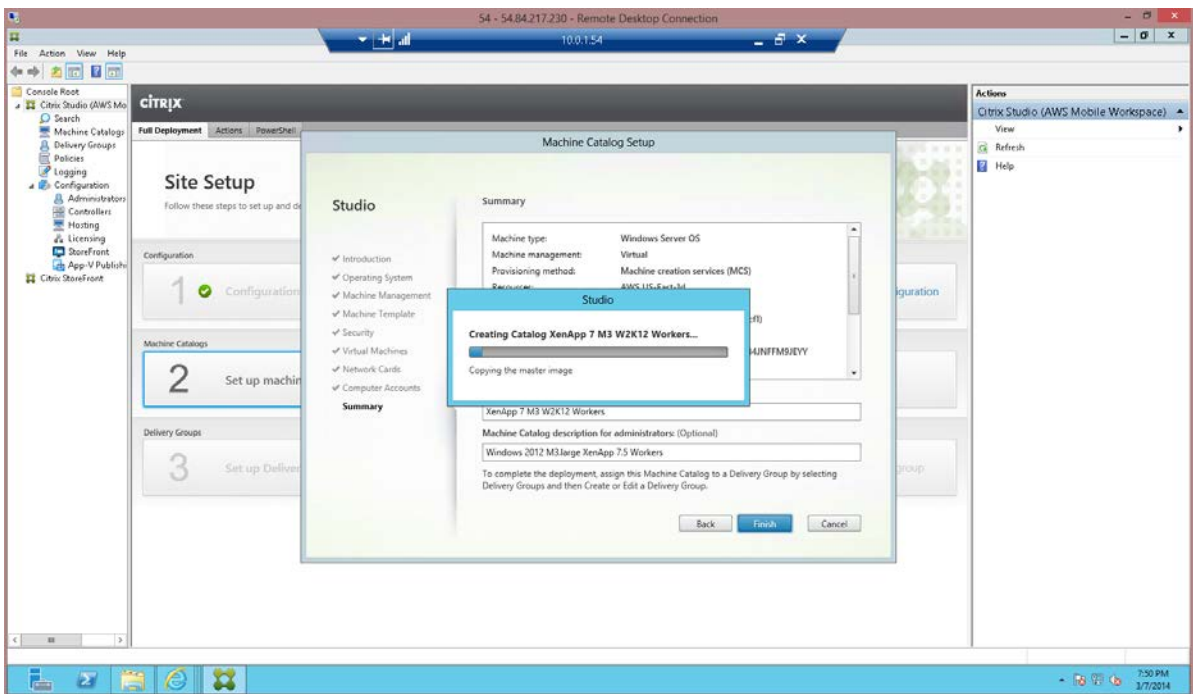 54 - 54.84.217.230 - Remote Desktop Connection
10.0.1.54
File Action View Help
Console Root
Citrix Studio (AWS Mo
Search
Machine Catalogs
Delivery Groups
Policies
Logging
Configuration
Administrators
Controllers
Hosting
Licensing
StoreFront
App-V Publishi
Citrix StoreFront
CITRIX
Full Deployment Actions PowerShell
Site Setup
Follow these steps to set up and de
Configuration
1 Configuration
iguration
Machine Catalogs
2 Set up machin
Delivery Groups
3 Set up Deliver
group
Machine Catalog Setup
Studio
Introduction
Operating System
Machine Management
Machine Template
Security
Virtual Machines
Network Cards
Computer Accounts
Summary
Summary
Machine type: Windows Server OS
Machine management: Virtual
Provisioning method: Machine creation services (MCS)
Resources: AWS US-East-1d
4JNFFM9JEYY
Studio
Creating Catalog XenApp 7 M3 W2K12 Workers...
Copying the master image
XenApp 7 M3 W2K12 Workers
Machine Catalog description for administrators: (Optional)
Windows 2012 M3.large XenApp 7.5 Workers
To complete the deployment, assign this Machine Catalog to a Delivery Group by selecting
Delivery Groups and then Create or Edit a Delivery Group.
Back Finish Cancel
Actions
Citrix Studio (AWS Mobile Workspace)
View
Refresh
Help
7:50 PM
3/7/2014